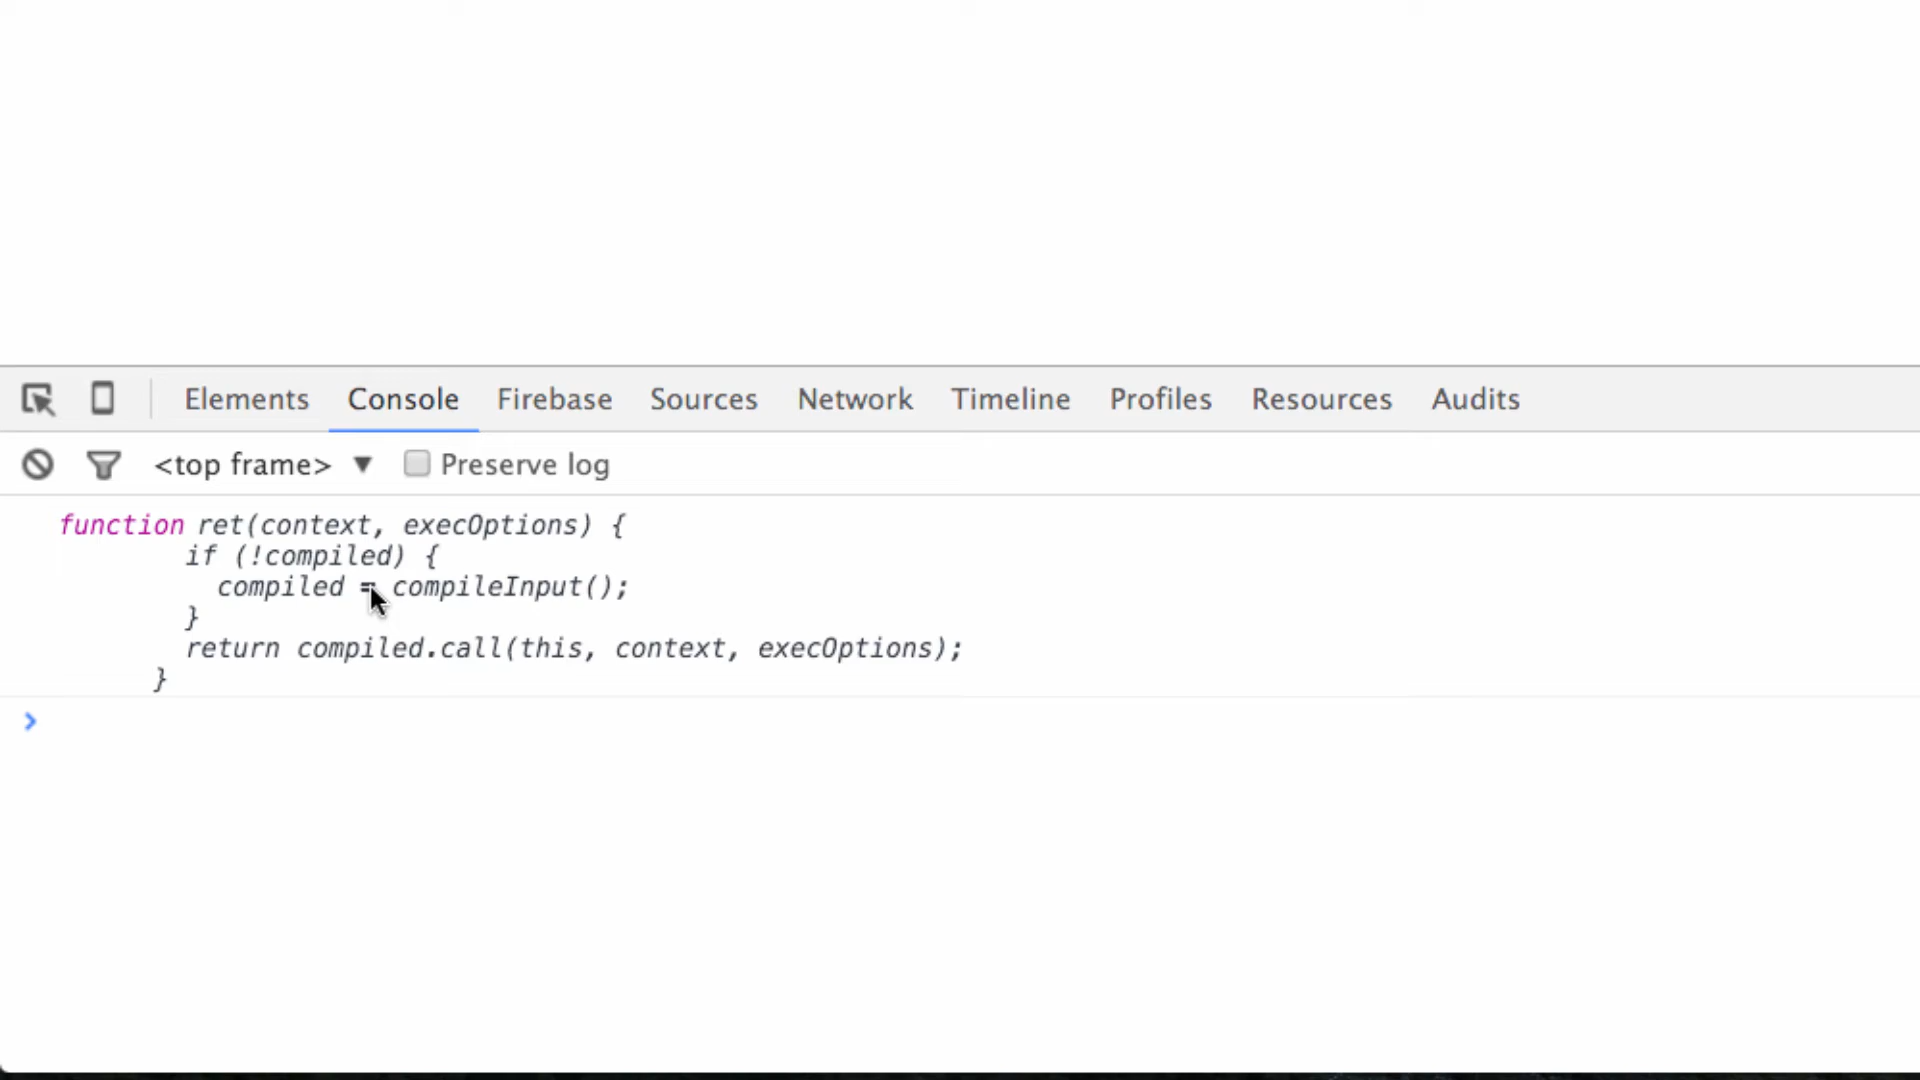 Elements Console Firebase Sources Network Timeline Profiles Resources Audits
<top frame> ▼ Preserve log
function ret(context, execOptions) {
if (!compiled) {
compiled = compileInput();
}
return compiled.call(this, context, execOptions);
}